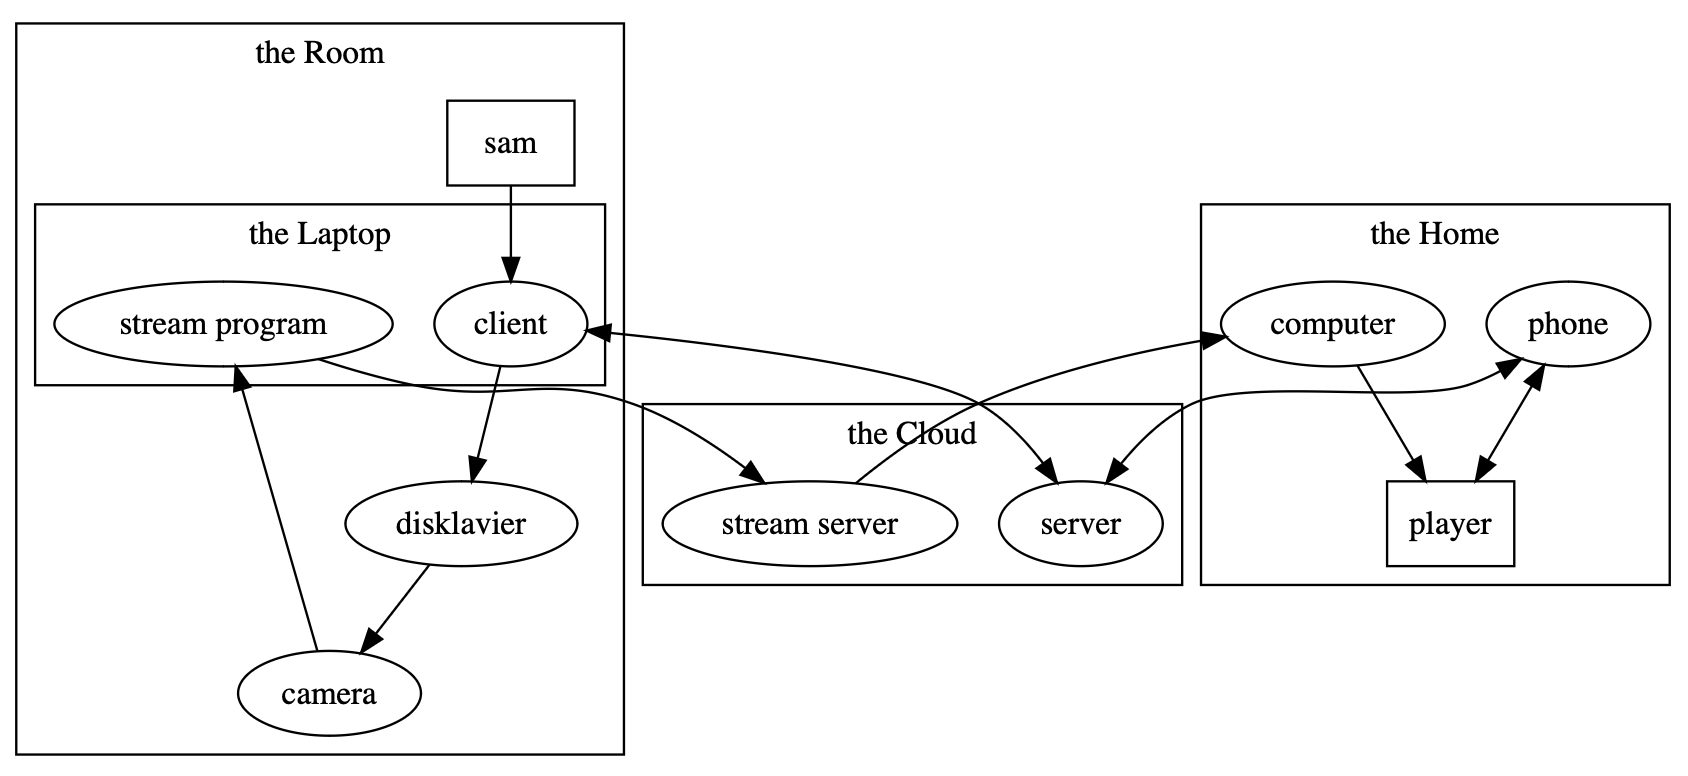 the Room
sam
the Laptop
stream program
client
disklavier
camera
the Cloud
stream server
server
the Home
computer
phone
player